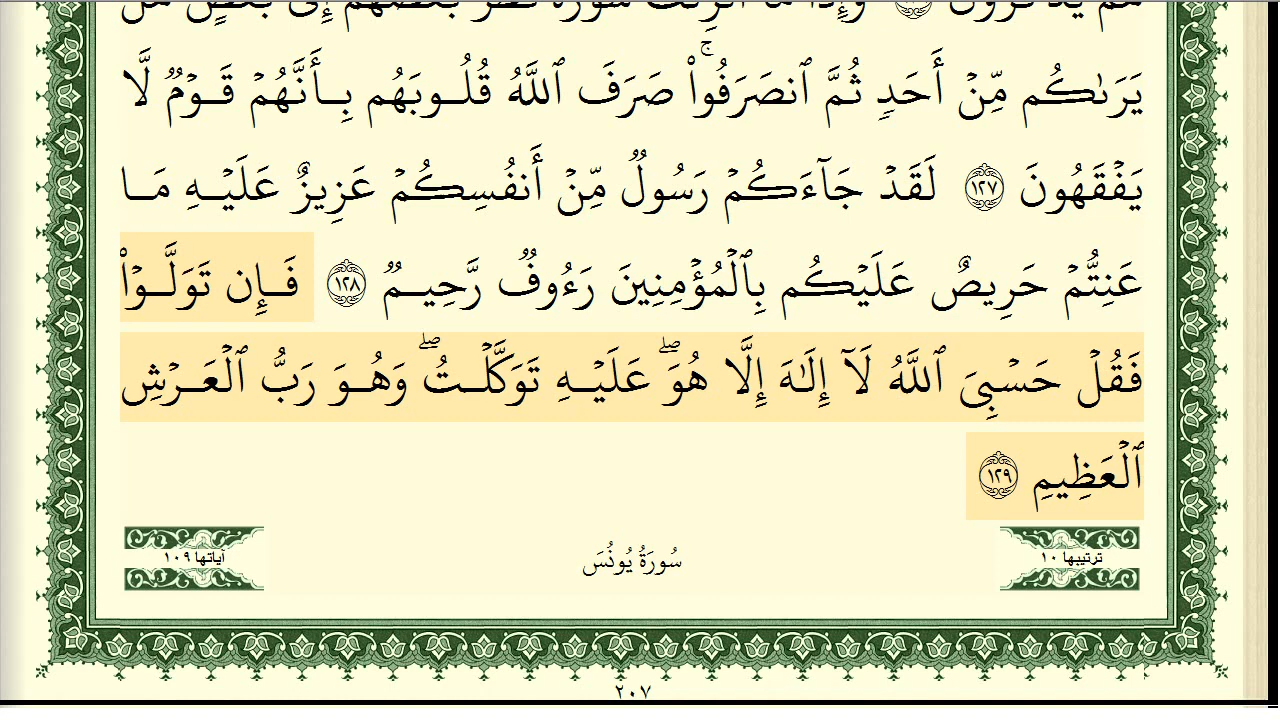 يَرَىٰكُم مِّنْ أَحَدٍ ثُمَّ ٱنصَرَفُوا۟ ۚ صَرَفَ ٱللَّهُ قُلُوبَهُم بِأَنَّهُمْ قَوْمٌ لَّا
يَفْقَهُونَ ١٢٧ لَقَدْ جَآءَكُمْ رَسُولٌ مِّنْ أَنفُسِكُمْ عَزِيزٌ عَلَيْهِ مَا
عَنِتُّمْ حَرِيصٌ عَلَيْكُم بِٱلْمُؤْمِنِينَ رَءُوفٌ رَّحِيمٌ ١٢٨ فَإِن تَوَلَّوْا۟
فَقُلْ حَسْبِىَ ٱللَّهُ لَآ إِلَـٰهَ إِلَّا هُوَ ۖ عَلَيْهِ تَوَكَّلْتُ ۖ وَهُوَ رَبُّ ٱلْعَرْشِ
ٱلْعَظِيمِ ١٢٩
ترتيبها ١٠ سُورَةُ يُونُسَ آياتها ١٠٩
٢٠٧